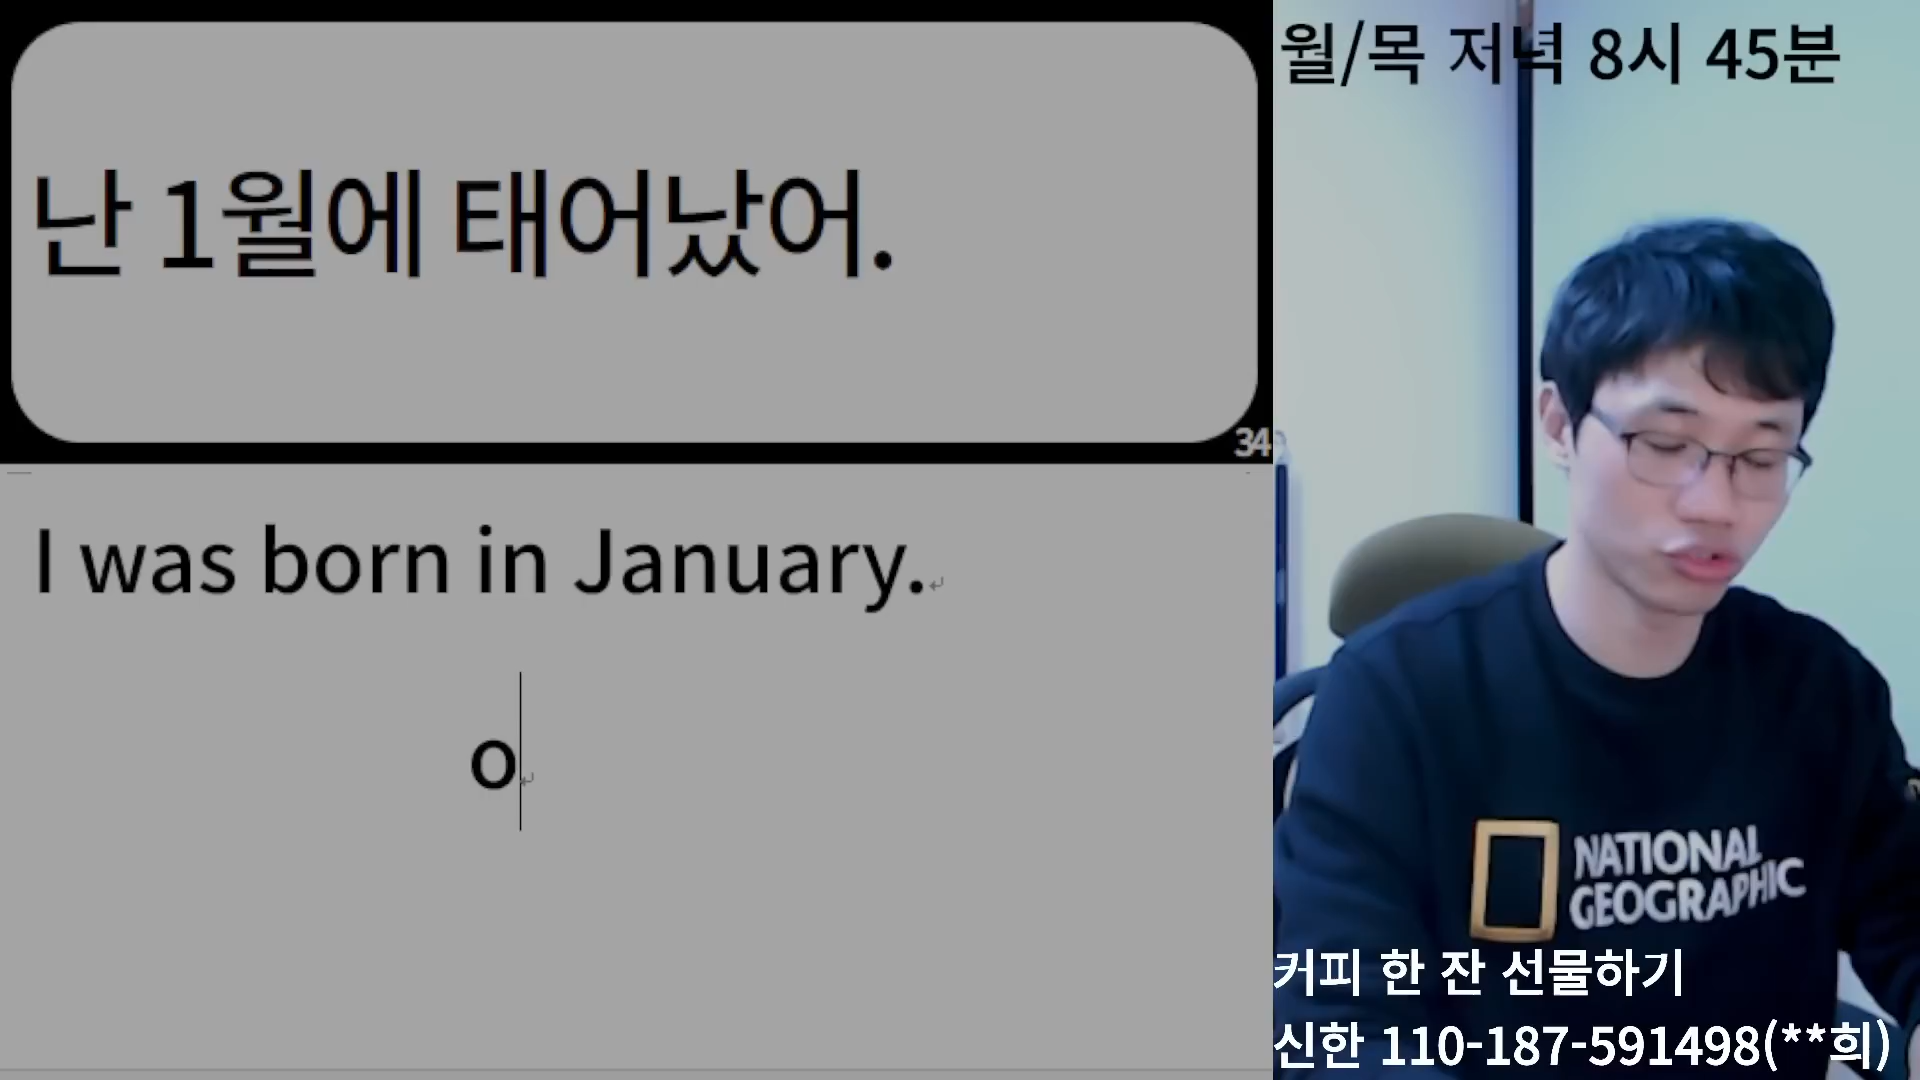 난 1월에 태어났어.
34
I was born in January.
o
월/목 저녁 8시 45분
NATIONAL
GEOGRAPHIC
커피 한 잔 선물하기
신한 110-187-591498(**희)